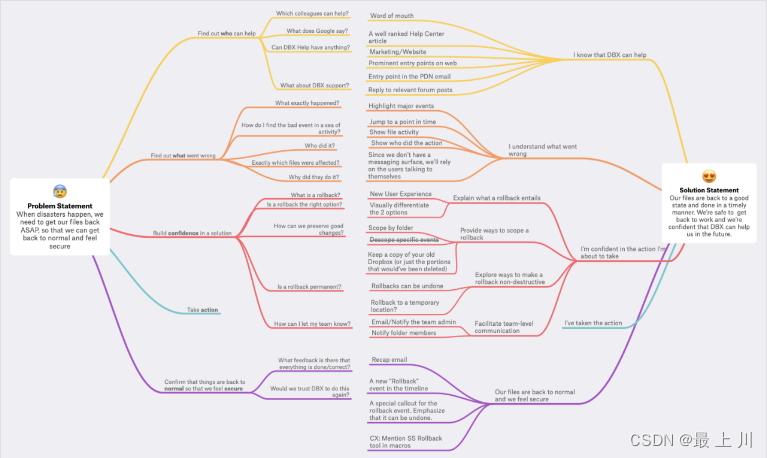 Problem Statement
When disasters happen, we
need to get our files back
ASAP, so that we can get
back to normal and feel
secure
Find out who can help
Which colleagues can help?
What does Google say?
Can DBX Help have anything?
What about DBX support?
Find out what went wrong
What exactly happened?
How do I find the bad event in a sea of
activity?
Who did it?
Exactly which files were affected?
Why did they do it?
Build confidence in a solution
What is a rollback?
Is a rollback the right option?
How can we preserve good
changes?
Is a rollback permanent?
How can I let my team know?
Take action
Confirm that things are back to
normal so that we feel secure
What feedback is there that
everything is done/correct?
Would we trust DBX to do this
again?
Word of mouth
A well ranked Help Center
article
Marketing/Website
Prominent entry points on web
Entry point in the PDN email
Reply to relevant forum posts
I know that DBX can help
Highlight major events
Jump to a point in time
Show file activity
Show who did the action
Since we don't have a
messaging surface, we'll rely
on the users talking to
themselves
I understand what went
wrong
New User Experience
Visually differentiate
the 2 options
Explain what a rollback entails
Scope by folder
Descope specific events
Keep a copy of your old
Dropbox (or just the portions
that would've been deleted)
Provide ways to scope a
rollback
Rollbacks can be undone
Rollback to a temporary
location?
Explore ways to make a
rollback non-destructive
Email/Notify the team admin
Notify folder members
Facilitate team-level
communication
I'm confident in the action I'm
about to take
I've taken the action
Recap email
A new "Rollback"
event in the timeline
A special callout for the
rollback event. Emphasize
that it can be undone.
CX: Mention SS Rollback
tool in macros
Our files are back to normal
and we feel secure
Solution Statement
Our files are back to a good
state and done in a timely
manner. We're safe to get
back to work and we're
confident that DBX can help
us in the future.
CSDN @最 上 川